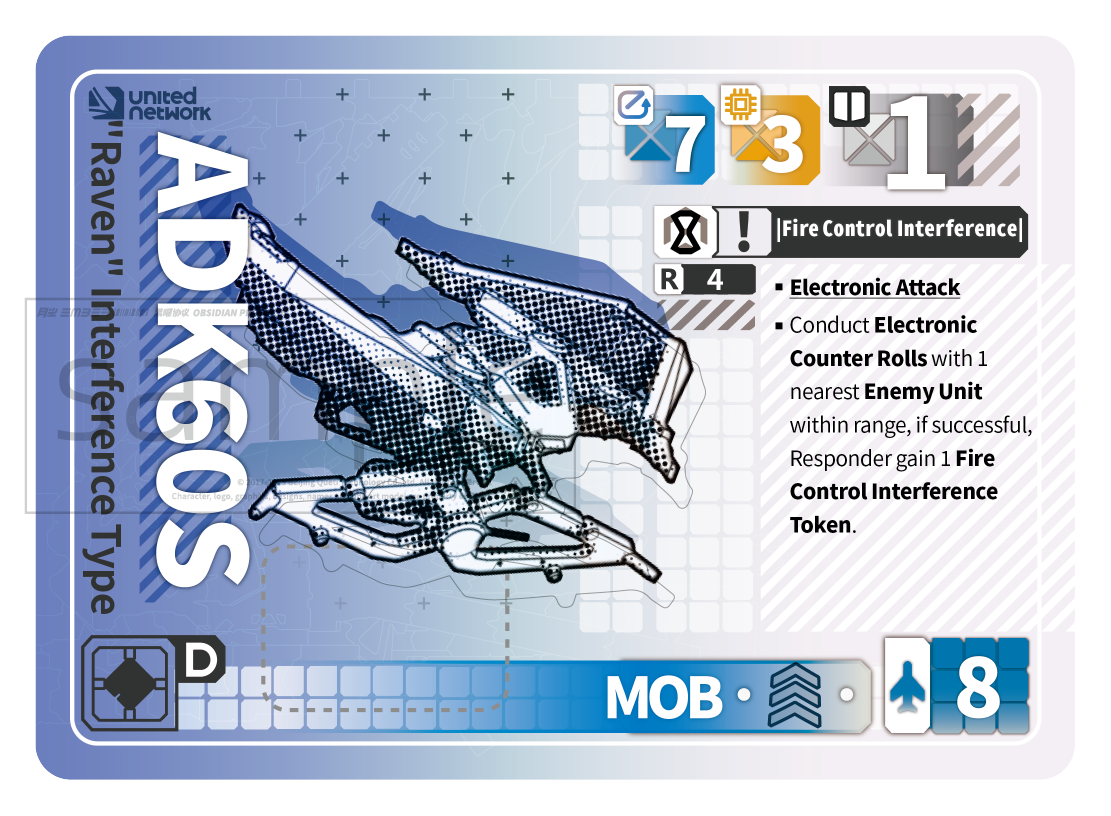 UNITED
NETWORK
"Raven" Interference Type
ADK60S
7
3
1
!
|Fire Control Interference|
R 4
▪ Electronic Attack
▪ Conduct Electronic
Counter Rolls with 1
nearest Enemy Unit
within range, if successful,
Responder gain 1 Fire
Control Interference
Token.
D
MOB
8